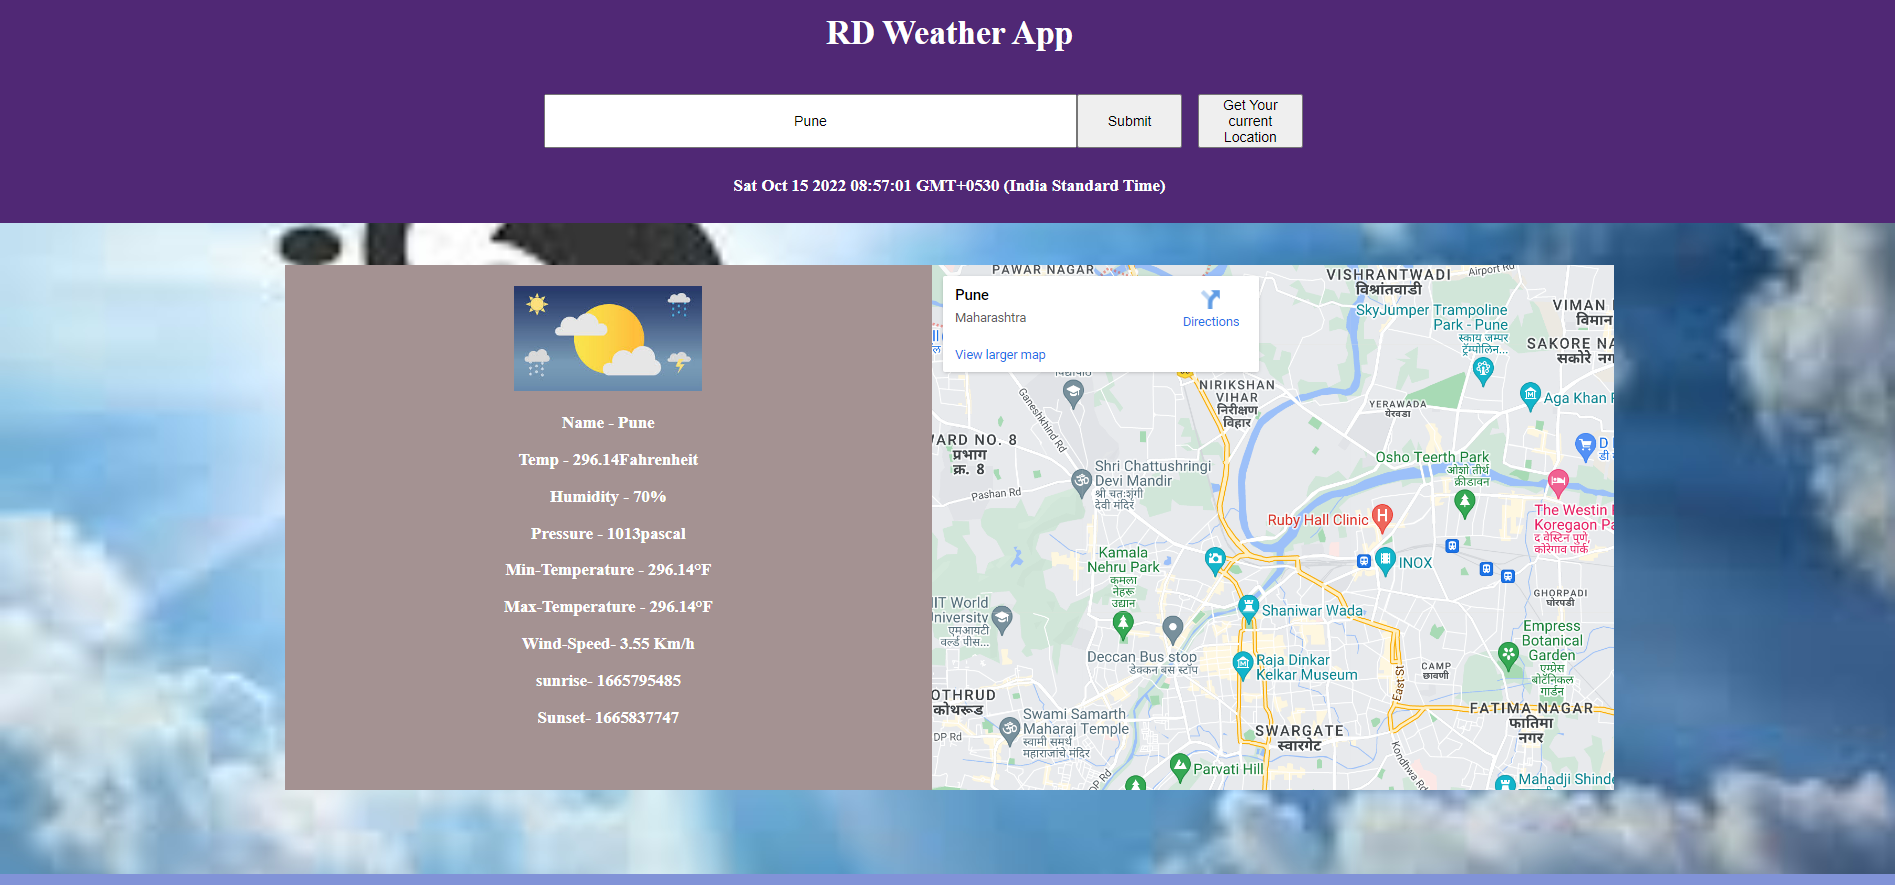 RD Weather App
Pune
Submit
Get Your
current
Location
Sat Oct 15 2022 08:57:01 GMT+0530 (India Standard Time)
Name - Pune
Temp - 296.14Fahrenheit
Humidity - 70%
Pressure - 1013pascal
Min-Temperature - 296.14°F
Max-Temperature - 296.14°F
Wind-Speed- 3.55 Km/h
sunrise- 1665795485
Sunset- 1665837747
PAWAR NAGAR
Pune
Maharashtra
Directions
View larger map
VISHRANTWADI
विश्रांतवाडी
Airport Rd
SkyJumper Trampoline
Park - Pune
स्काय जम्पर
ट्रॅम्पोलिन...
VIMAN
विमान
SAKORE NA
सकोरे नग
NIRIKSHAN
VIHAR
निरीक्षण
विहार
Ganeshkhind Rd
YERAWADA
येरवडा
Aga Khan
WARD NO. 8
प्रभाग
क्र. 8
Shri Chattushringi
Devi Mandir
श्री चतःशृंगी
देवी मंदिर
Pashan Rd
Osho Teerth Park
ओशो तीर्थ
क्रीडावन
Ruby Hall Clinic
The Westin
Koregaon Pa
द वेस्टिन पुणे,
कोरेगाव पार्क
Kamala
Nehru Park
कमला
नेहरू
उद्यान
INOX
MIT World
University
एमआयटी
वर्ल्ड पीस...
Shaniwar Wada
GHORPADI
घोरपडी
Deccan Bus stop
डेक्कन बस स्टॉप
Raja Dinkar
Kelkar Museum
East St
CAMP
छावणी
Empress
Botanical
Garden
एम्प्रेस
बोटॅनिकल
गार्डन
OTHRUD
कोथरूड
DP Rd
Swami Samarth
Maharaj Temple
स्वामी समर्थ
महाराजांचे मंदिर
SWARGATE
स्वारगेट
FATIMA NAGAR
फातिमा
नगर
Kondhwa Rd
Parvati Hill
DP Rd
Mahadji Shinde